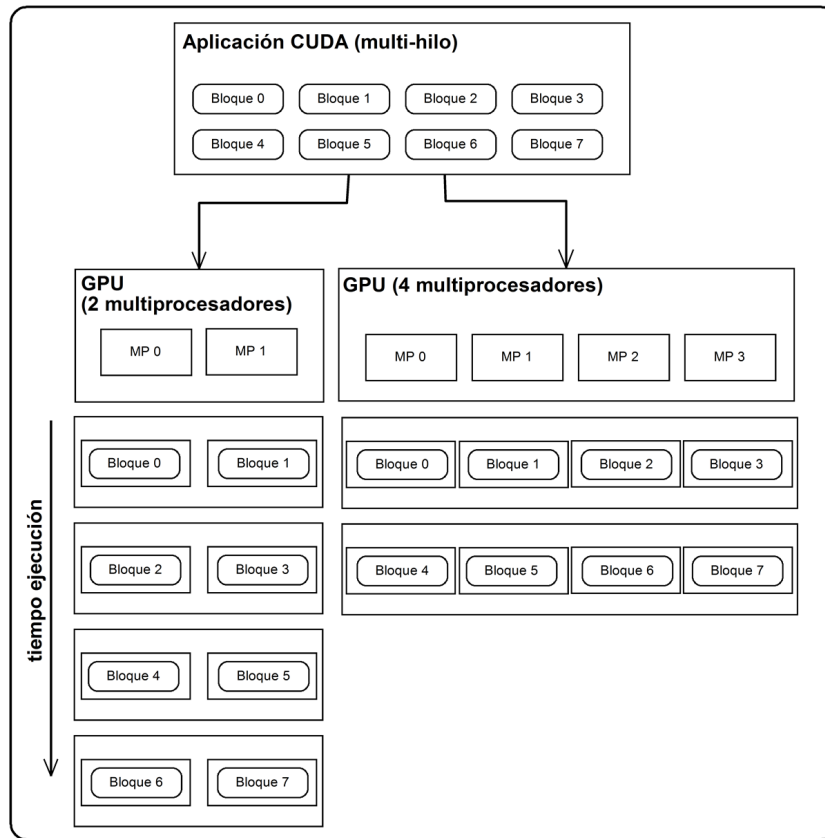 Aplicación CUDA (multi-hilo)
Bloque 0 Bloque 1 Bloque 2 Bloque 3
Bloque 4 Bloque 5 Bloque 6 Bloque 7
GPU
(2 multiprocesadores)
MP 0 MP 1
GPU (4 multiprocesadores)
MP 0 MP 1 MP 2 MP 3
tiempo ejecución
Bloque 0 Bloque 1
Bloque 2 Bloque 3
Bloque 4 Bloque 5
Bloque 6 Bloque 7
Bloque 0 Bloque 1 Bloque 2 Bloque 3
Bloque 4 Bloque 5 Bloque 6 Bloque 7